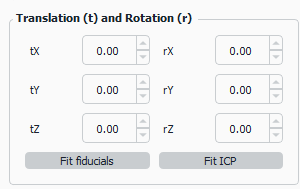 Translation (t) and Rotation (r)
tX 0.00 rX 0.00
tY 0.00 rY 0.00
tZ 0.00 rZ 0.00
Fit fiducials Fit ICP